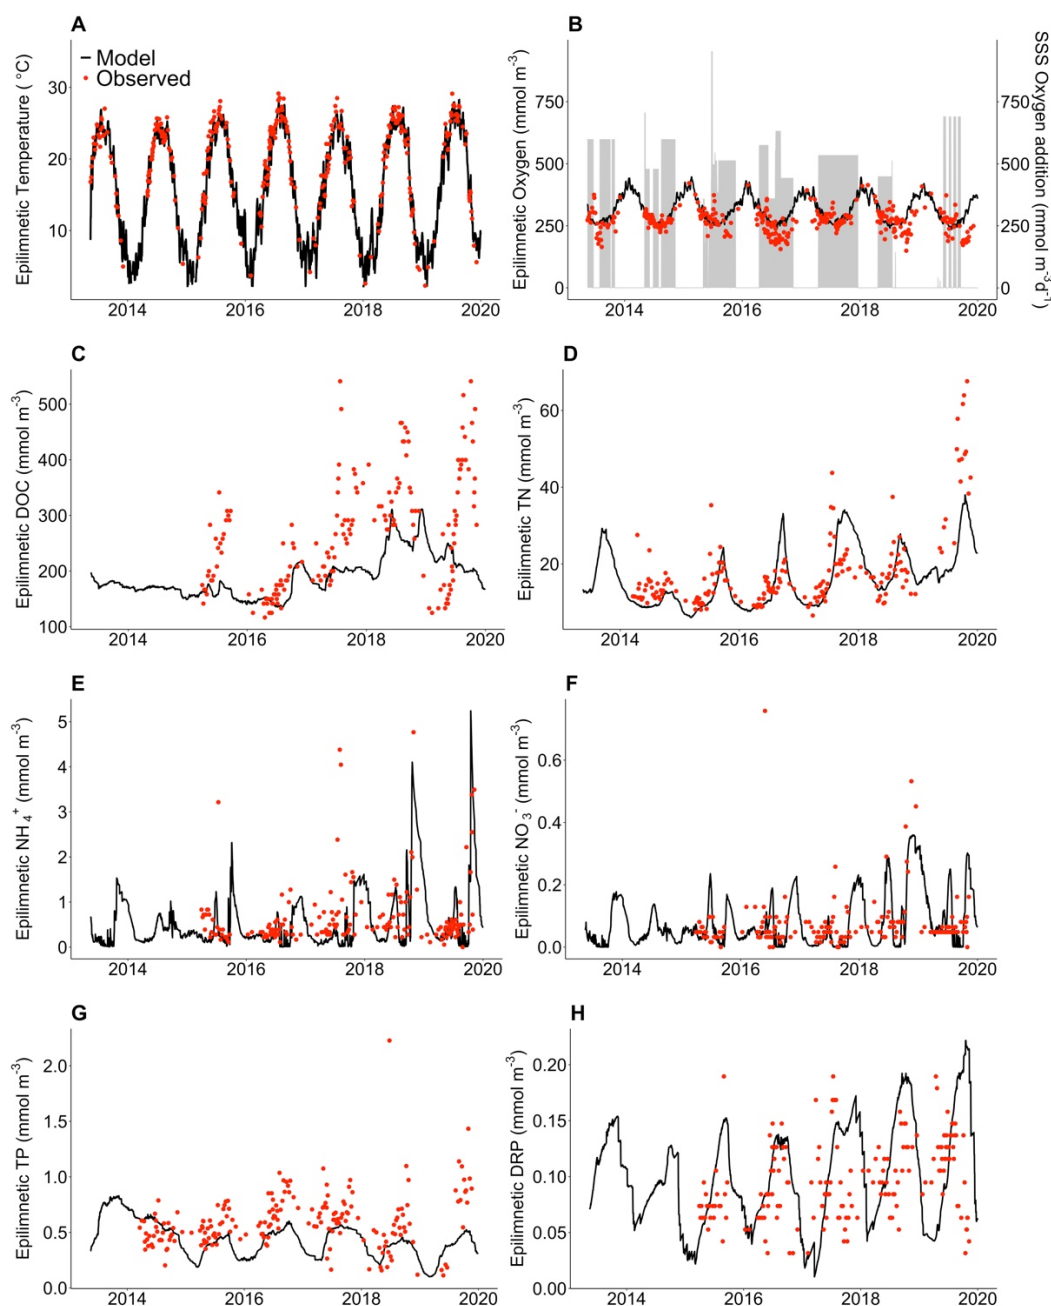 A
B
Model
Observed
Epilimnetic Temperature ( °C)
30
20
10
2014 2016 2018 2020
Epilimnetic Oxygen (mmol m⁻³)
750
500
250
0
SSS Oxygen addition (mmol m⁻³d⁻¹)
750
500
250
0
2014 2016 2018 2020
C
D
Epilimnetic DOC (mmol m⁻³)
500
400
300
200
100
2014 2016 2018 2020
Epilimnetic TN (mmol m⁻³)
60
40
20
2014 2016 2018 2020
E
F
Epilimnetic NH₄⁺ (mmol m⁻³)
5
4
3
2
1
0
2014 2016 2018 2020
Epilimnetic NO₃⁻ (mmol m⁻³)
0.6
0.4
0.2
0.0
2014 2016 2018 2020
G
H
Epilimnetic TP (mmol m⁻³)
2.0
1.5
1.0
0.5
0.0
2014 2016 2018 2020
Epilimnetic DRP (mmol m⁻³)
0.20
0.15
0.10
0.05
0.00
2014 2016 2018 2020